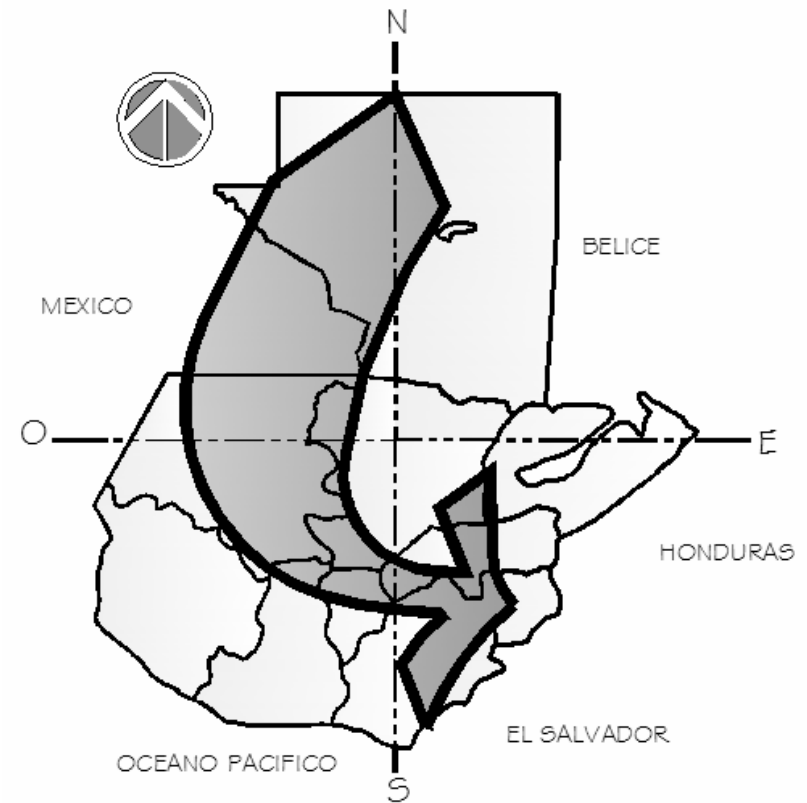 N
BELICE
MEXICO
O
E
HONDURAS
EL SALVADOR
OCEANO PACIFICO
S